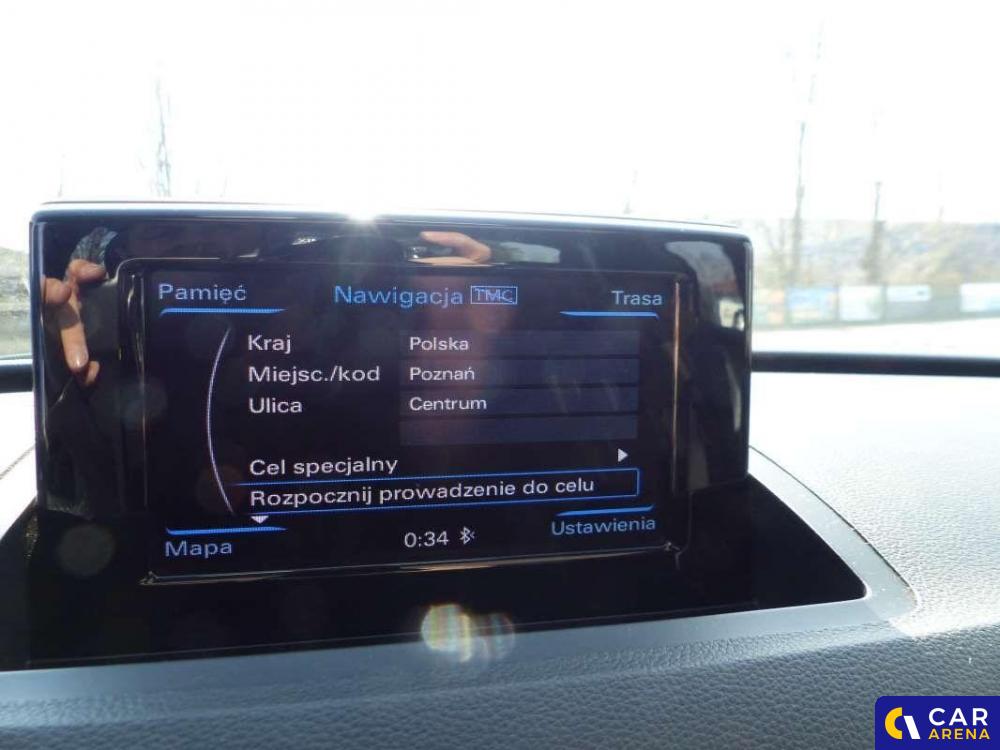 Pamięć
Nawigacja TMC
Trasa
Kraj Polska
Miejsc./kod Poznań
Ulica Centrum
Cel specjalny
Rozpocznij prowadzenie do celu
Mapa
0:34
Ustawienia
CAR
ARENA